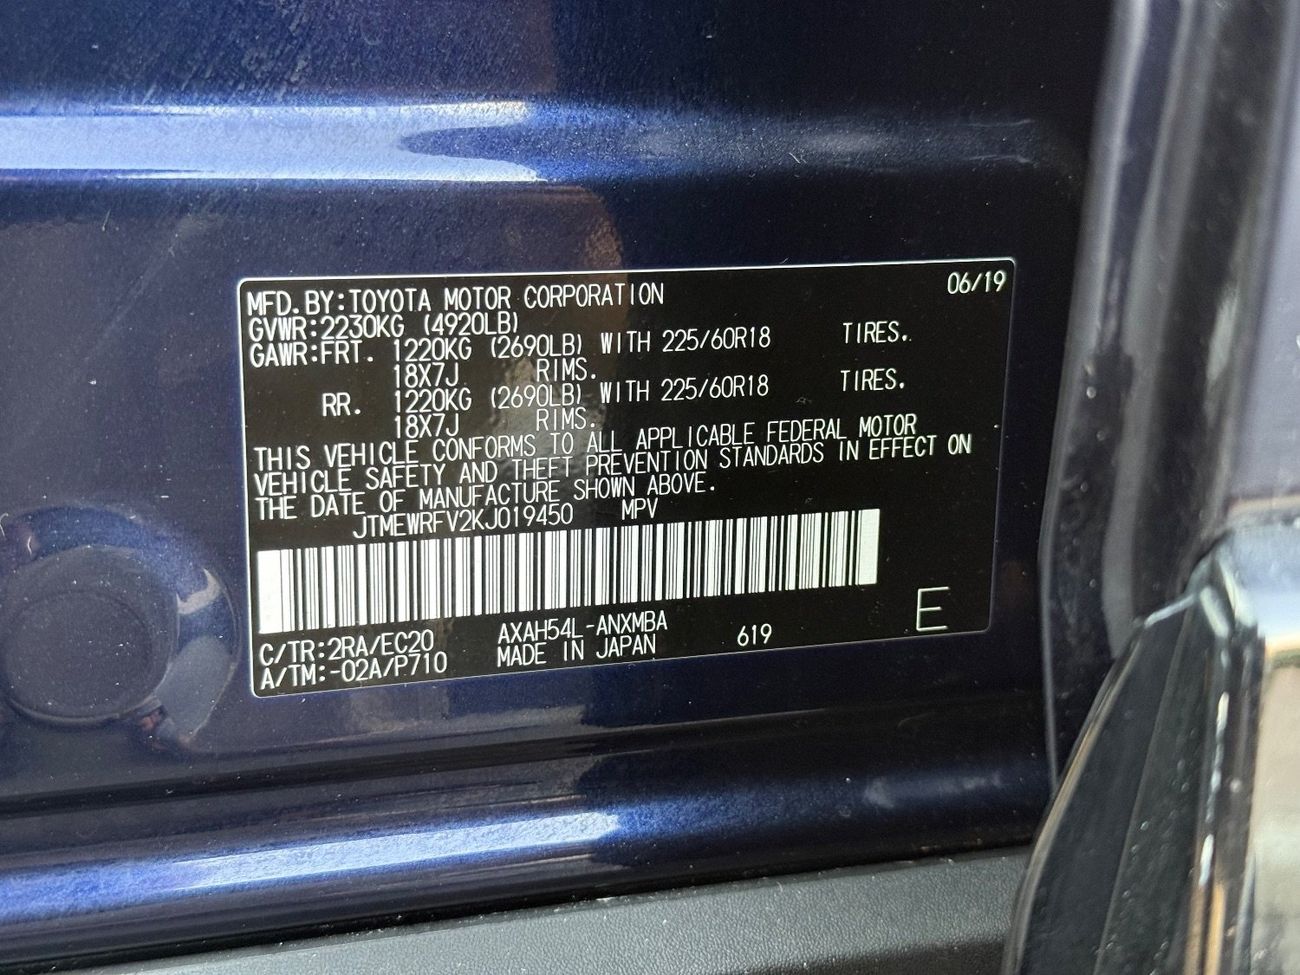 MFD. BY: TOYOTA MOTOR CORPORATION 06/19
GVWR: 2230KG (4920LB)
GAWR: FRT. 1220KG (2690LB) WITH 225/60R18 TIRES.
18X7J RIMS.
RR. 1220KG (2690LB) WITH 225/60R18 TIRES.
18X7J RIMS.
THIS VEHICLE CONFORMS TO ALL APPLICABLE FEDERAL MOTOR
VEHICLE SAFETY AND THEFT PREVENTION STANDARDS IN EFFECT ON
THE DATE OF MANUFACTURE SHOWN ABOVE.
JTMEWRFV2KJ019450 MPV
C/TR: 2RA/EC20 AXAH54L-ANXMBA 619 E
A/TM: -02A/P710 MADE IN JAPAN